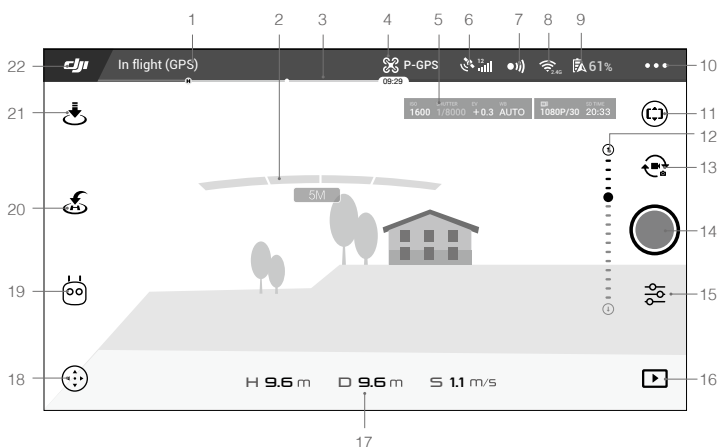 1
2
3
4
5
6
7
8
9
22
dji
In flight (GPS)
H
P-GPS
12
2.4G
61%
10
09:29
ISO SHUTTER EV WB
1600 1/8000 +0.3 AUTO
SD TIME
1080P/30 20:33
21
11
12
5M
13
20
14
19
15
H 9.6 m D 9.6 m S 1.1 m/s
18
16
17